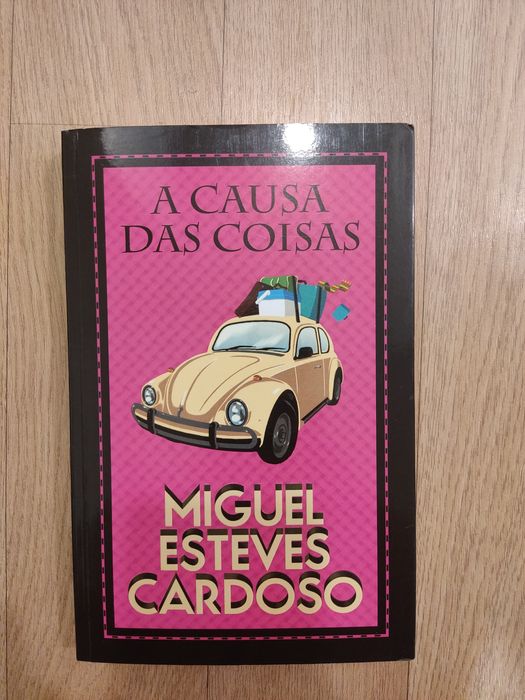 A CAUSA
DAS COISAS
MIGUEL
ESTEVES
CARDOSO